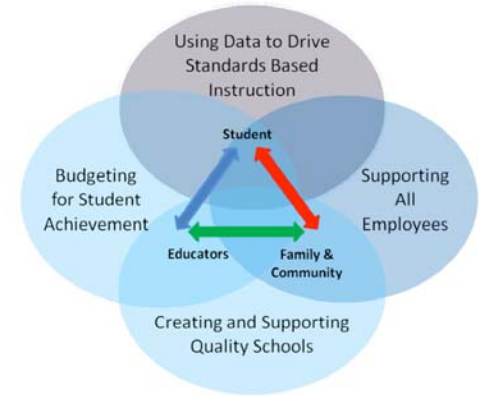 Using Data to Drive
Standards Based
Instruction
Student
Budgeting
for Student
Achievement
Supporting
All
Employees
Educators
Family &
Community
Creating and Supporting
Quality Schools